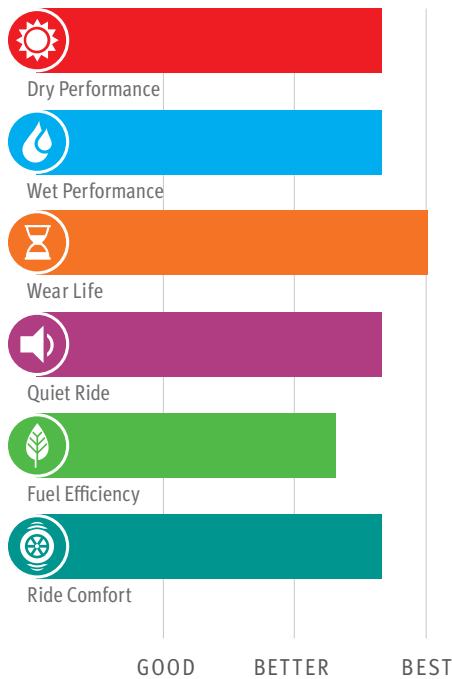 Dry Performance
Wet Performance
Wear Life
Quiet Ride
Fuel Efficiency
Ride Comfort
GOOD BETTER BEST